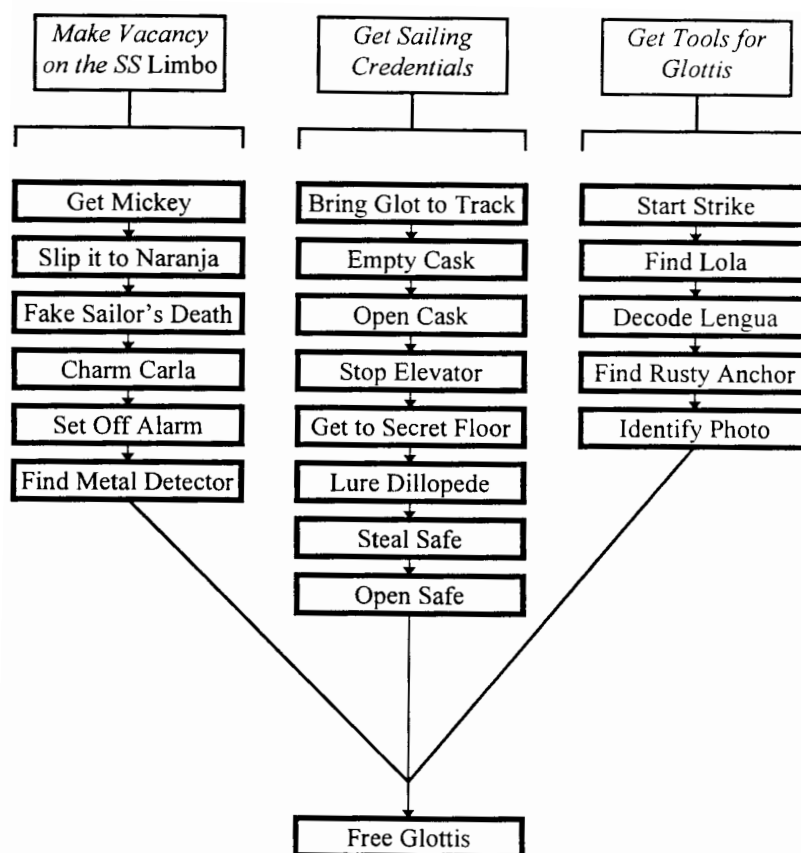 Make Vacancy
on the SS Limbo
Get Mickey
Slip it to Naranja
Fake Sailor's Death
Charm Carla
Set Off Alarm
Find Metal Detector
Get Sailing
Credentials
Bring Glot to Track
Empty Cask
Open Cask
Stop Elevator
Get to Secret Floor
Lure Dillopede
Steal Safe
Open Safe
Get Tools for
Glottis
Start Strike
Find Lola
Decode Lengua
Find Rusty Anchor
Identify Photo
Free Glottis